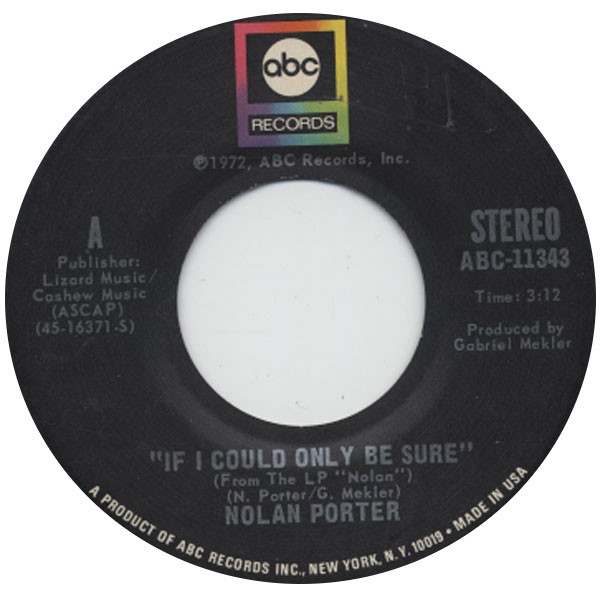 abc
RECORDS
℗1972, ABC Records, Inc.
A
Publisher:
Lizard Music/
Cashew Music
(ASCAP)
(45-16371-S)
STEREO
ABC-11343
Time: 3:12
Produced by
Gabriel Mekler
"IF I COULD ONLY BE SURE"
(From The LP "Nolan")
(N. Porter/G. Mekler)
NOLAN PORTER
A PRODUCT OF ABC RECORDS INC., NEW YORK, N.Y. 10019 • MADE IN USA